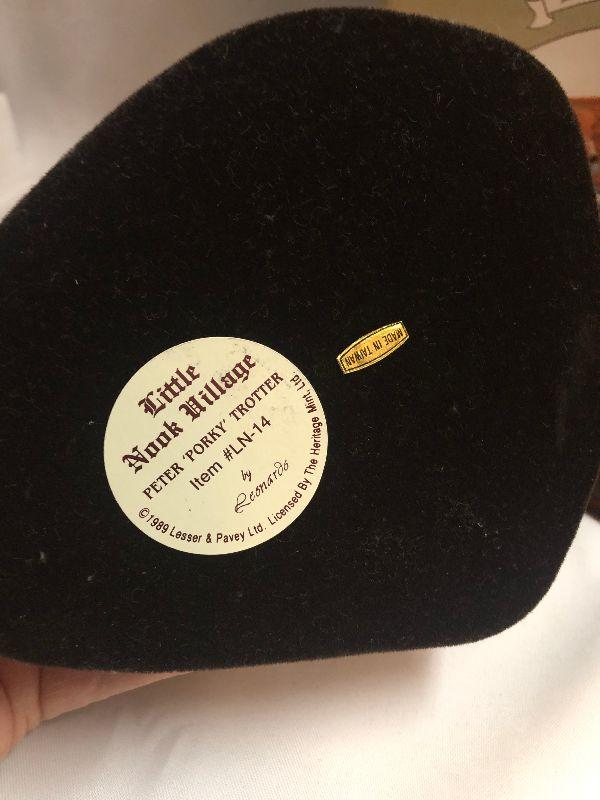 Little
Nook Village
PETER 'PORKY' TROTTER
Item #LN-14
by
Leonardo
©1989 Lesser & Pavey Ltd. Licensed By The Heritage Mint, Ltd.
MADE IN TAIWAN